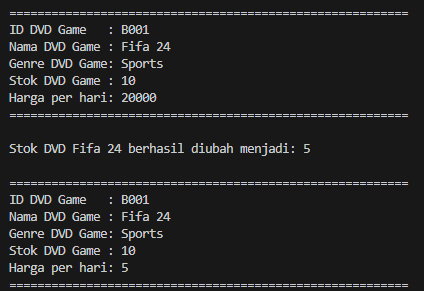 =========================================================
ID DVD Game   : B001
Nama DVD Game : Fifa 24
Genre DVD Game: Sports
Stok DVD Game : 10
Harga per hari: 20000
=========================================================
Stok DVD Fifa 24 berhasil diubah menjadi: 5
=========================================================
ID DVD Game   : B001
Nama DVD Game : Fifa 24
Genre DVD Game: Sports
Stok DVD Game : 10
Harga per hari: 5
=========================================================